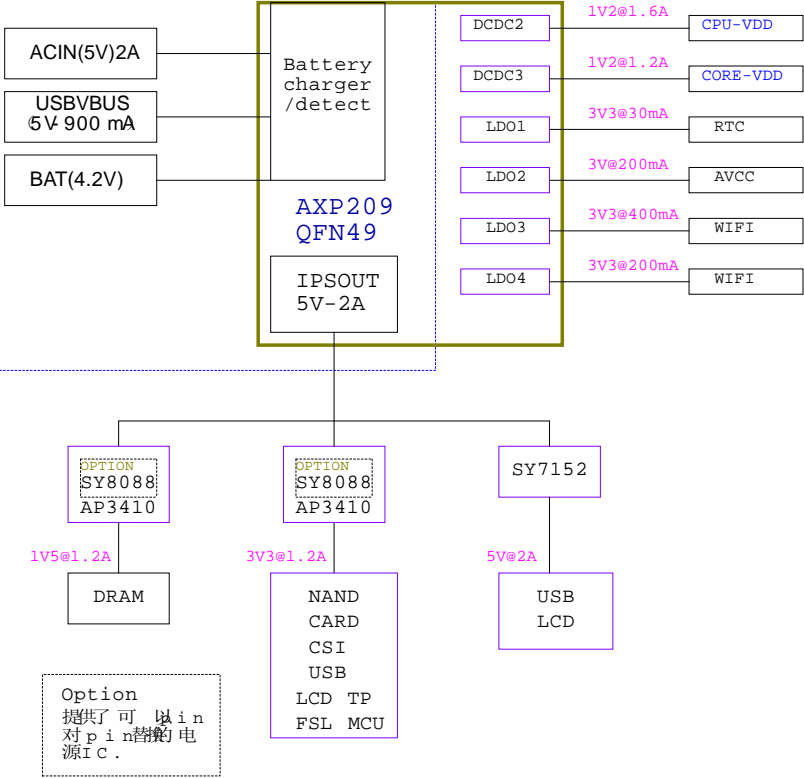 ACIN(5V)2A
USBVBUS
5V-900 mA
BAT(4.2V)
Battery
charger
/detect
AXP209
QFN49
IPSOUT
5V-2A
DCDC2
1V2@1.6A
CPU-VDD
DCDC3
1V2@1.2A
CORE-VDD
LDO1
3V3@30mA
RTC
LDO2
3V@200mA
AVCC
LDO3
3V3@400mA
WIFI
LDO4
3V3@200mA
WIFI
OPTION
SY8088
AP3410
1V5@1.2A
DRAM
OPTION
SY8088
AP3410
3V3@1.2A
NAND
CARD
CSI
USB
LCD TP
FSL MCU
SY7152
5V@2A
USB
LCD
Option
提供了可以pin
对pin替换的电
源IC.